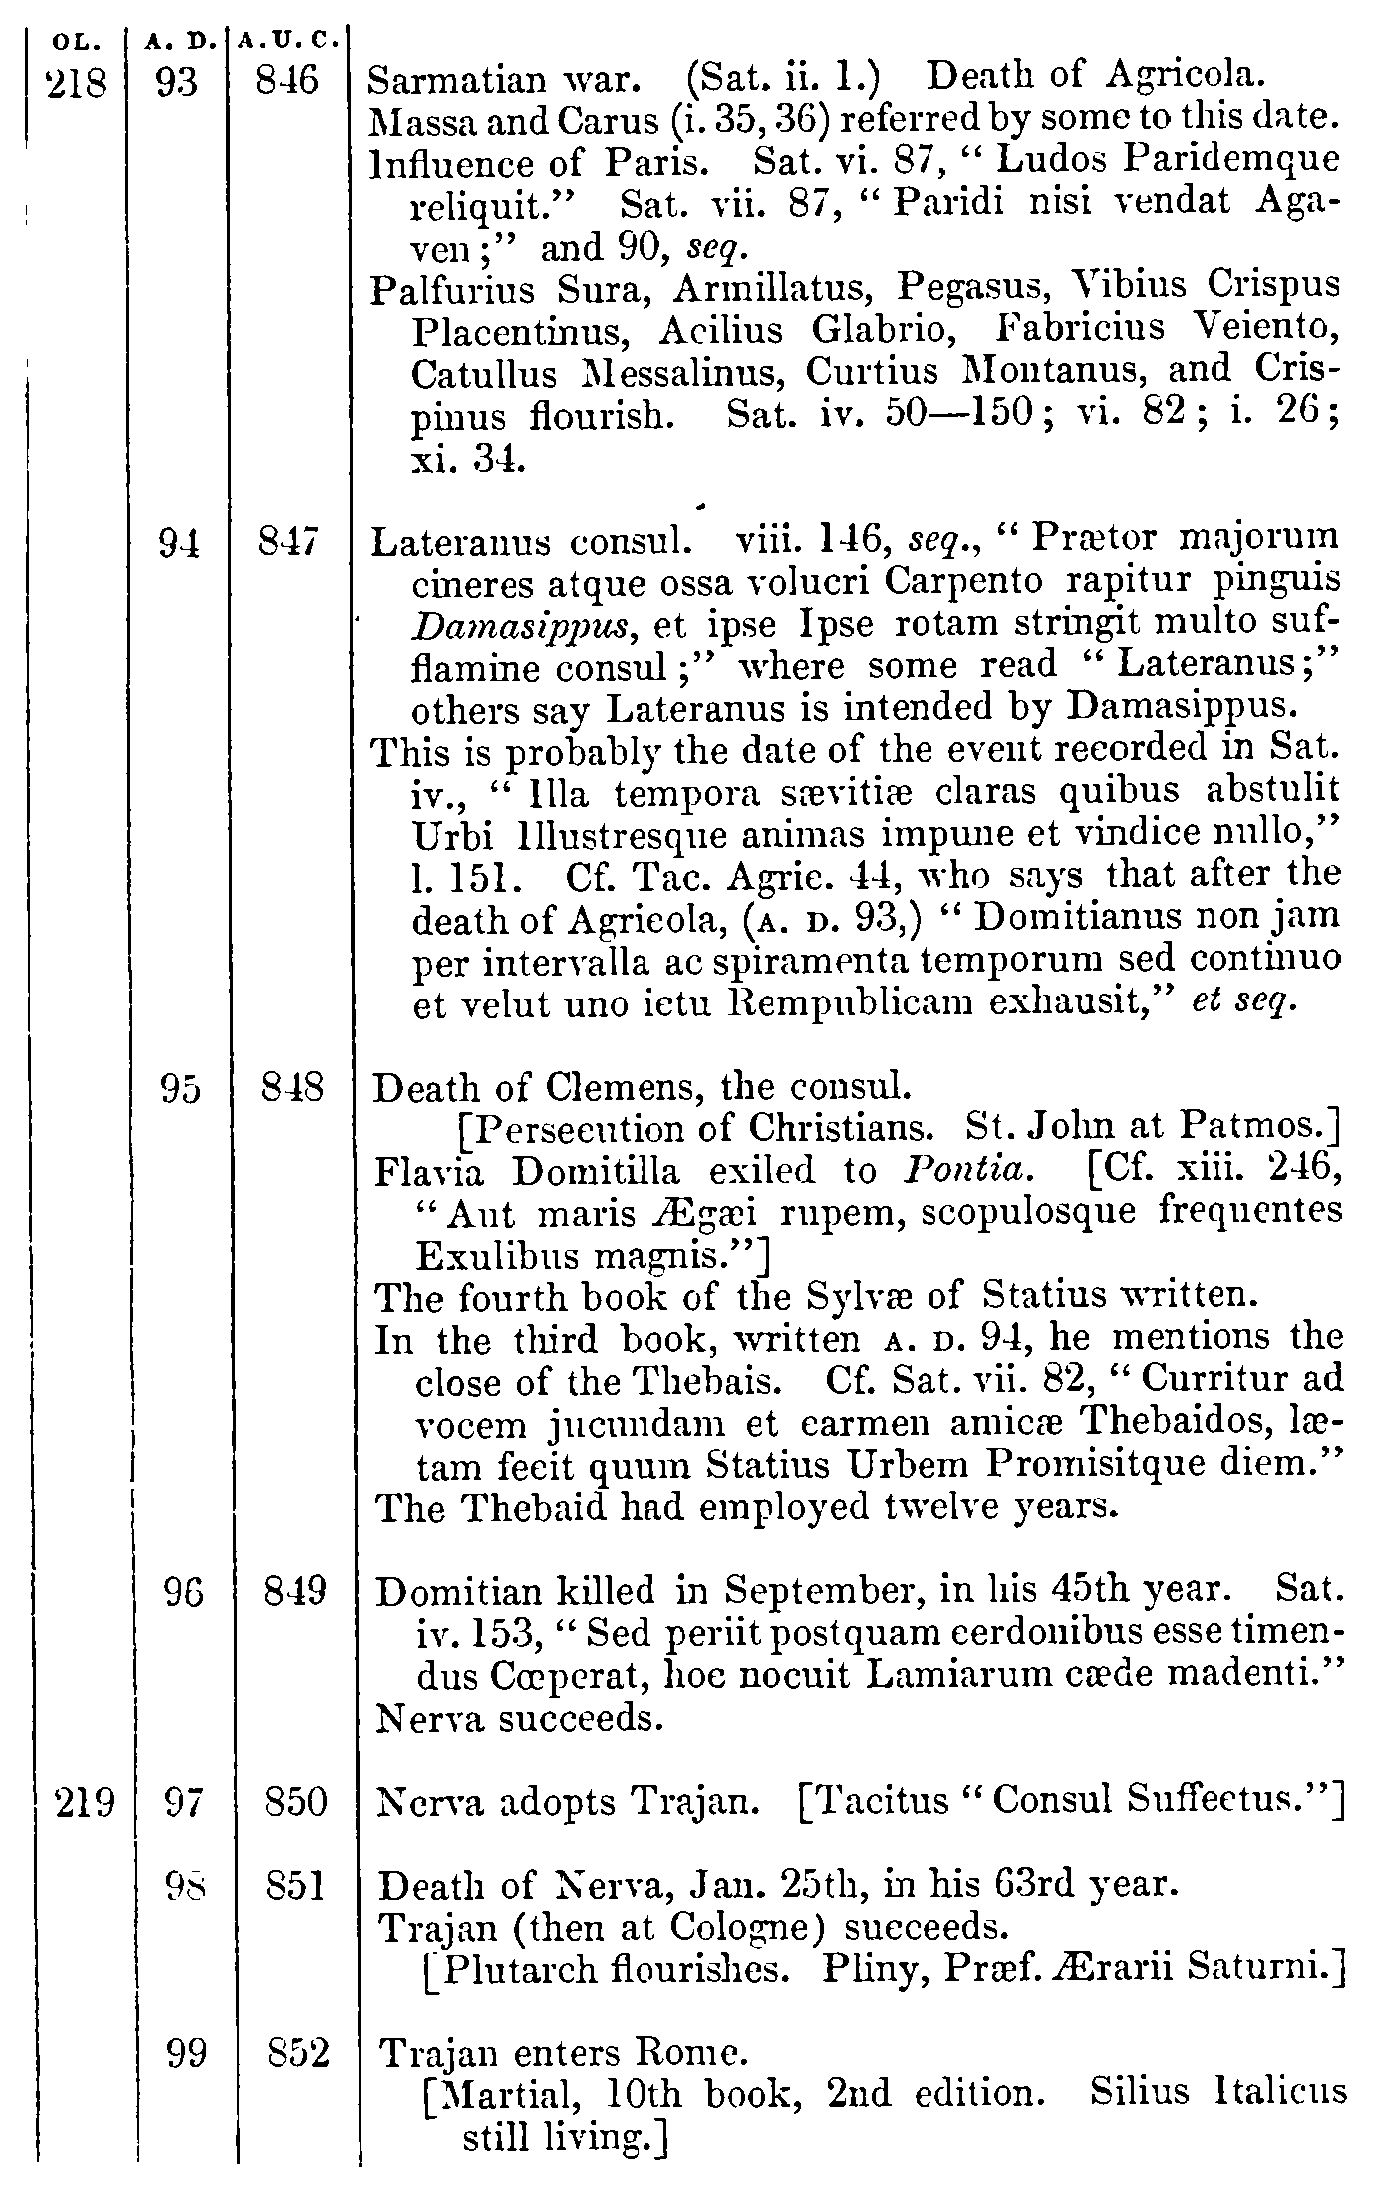 OL. A. D. A.U.C.
218 93 846 Sarmatian war. (Sat. ii. 1.) Death of Agricola.
Massa and Carus (i. 35, 36) referred by some to this date.
Influence of Paris. Sat. vi. 87, “ Ludos Paridemque
reliquit.” Sat. vii. 87, “ Paridi nisi vendat Aga-
ven ;” and 90, seq.
Palfurius Sura, Armillatus, Pegasus, Vibius Crispus
Placentinus, Acilius Glabrio, Fabricius Veiento,
Catullus Messalinus, Curtius Montanus, and Cris-
pinus flourish. Sat. iv. 50—150 ; vi. 82 ; i. 26 ;
xi. 34.
94 847 Lateranus consul. viii. 146, seq., “ Prætor majorum
cineres atque ossa volucri Carpento rapitur pinguis
Damasippus, et ipse Ipse rotam stringit multo suf-
flamine consul ;” where some read “ Lateranus ;”
others say Lateranus is intended by Damasippus.
This is probably the date of the event recorded in Sat.
iv., “ Illa tempora sævitiæ claras quibus abstulit
Urbi Illustresque animas impune et vindice nullo,”
l. 151. Cf. Tac. Agric. 44, who says that after the
death of Agricola, (A. D. 93,) “ Domitianus non jam
per intervalla ac spiramenta temporum sed continuo
et velut uno ictu Rempublicam exhausit,” et seq.
95 848 Death of Clemens, the consul.
[Persecution of Christians. St. John at Patmos.]
Flavia Domitilla exiled to Pontia. [Cf. xiii. 246,
“ Aut maris Ægæi rupem, scopulosque frequentes
Exulibus magnis.”]
The fourth book of the Sylvæ of Statius written.
In the third book, written A. D. 94, he mentions the
close of the Thebais. Cf. Sat. vii. 82, “ Curritur ad
vocem jucundam et carmen amicæ Thebaidos, læ-
tam fecit quum Statius Urbem Promisitque diem.”
The Thebaid had employed twelve years.
96 849 Domitian killed in September, in his 45th year. Sat.
iv. 153, “ Sed periit postquam cerdonibus esse timen-
dus Cœperat, hoc nocuit Lamiarum cæde madenti.”
Nerva succeeds.
219 97 850 Nerva adopts Trajan. [Tacitus “ Consul Suffectus.”]
98 851 Death of Nerva, Jan. 25th, in his 63rd year.
Trajan (then at Cologne) succeeds.
[Plutarch flourishes. Pliny, Præf. Ærarii Saturni.]
99 852 Trajan enters Rome.
[Martial, 10th book, 2nd edition. Silius Italicus
still living.]